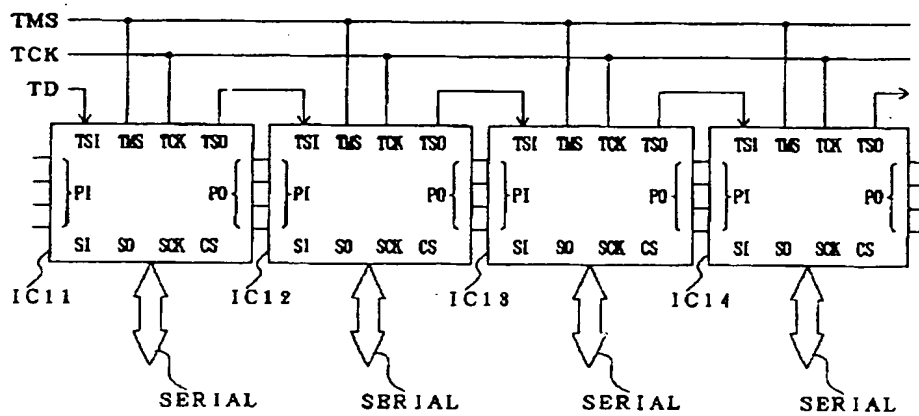 TMS
TCK
TD
TSI TMS TCK TSO TSI TMS TCK TSO TSI TMS TCK TSO TSI TMS TCK TSO
PI PO PI PO PI PO PI PO
SI SO SCK CS SI SO SCK CS SI SO SCK CS SI SO SCK CS
IC11 IC12 IC13 IC14
SERIAL SERIAL SERIAL SERIAL